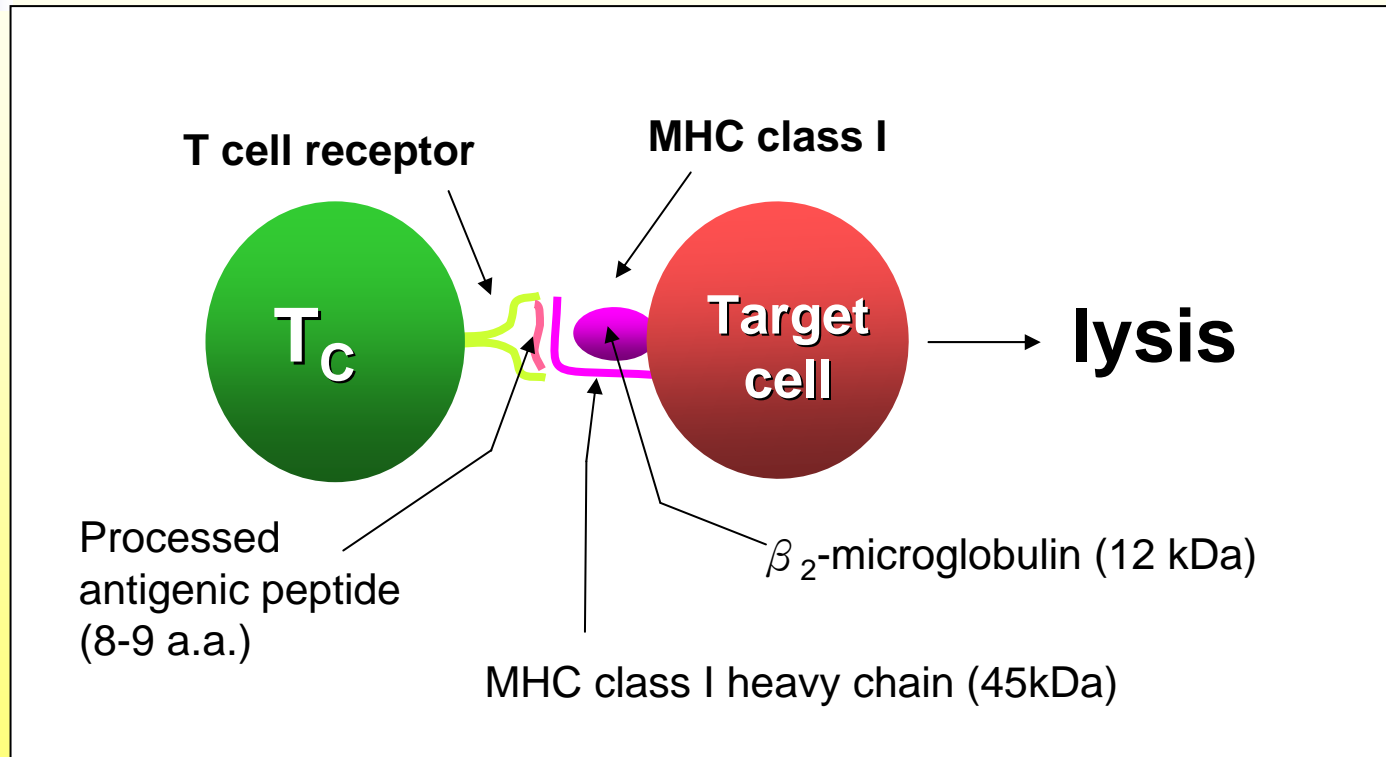 T cell receptor
MHC class I
T_C
Target
cell
lysis
Processed
antigenic peptide
(8-9 a.a.)
β₂-microglobulin (12 kDa)
MHC class I heavy chain (45kDa)